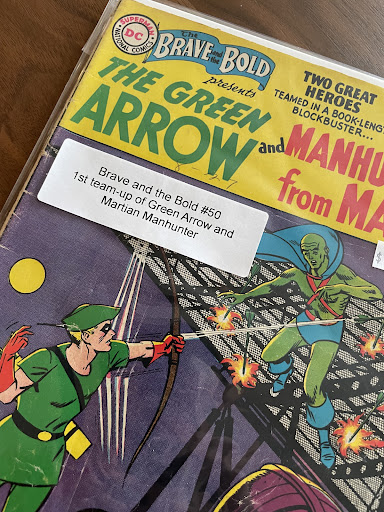 SUPERMAN
DC
NATIONAL COMICS
The
BRAVE and the BOLD
presents
TWO GREAT
HEROES
TEAMED IN A BOOK-LENG
BLOCKBUSTER...
THE GREEN
ARROW and MANHU
from MA
Brave and the Bold #50
1st team-up of Green Arrow and
Martian Manhunter
$